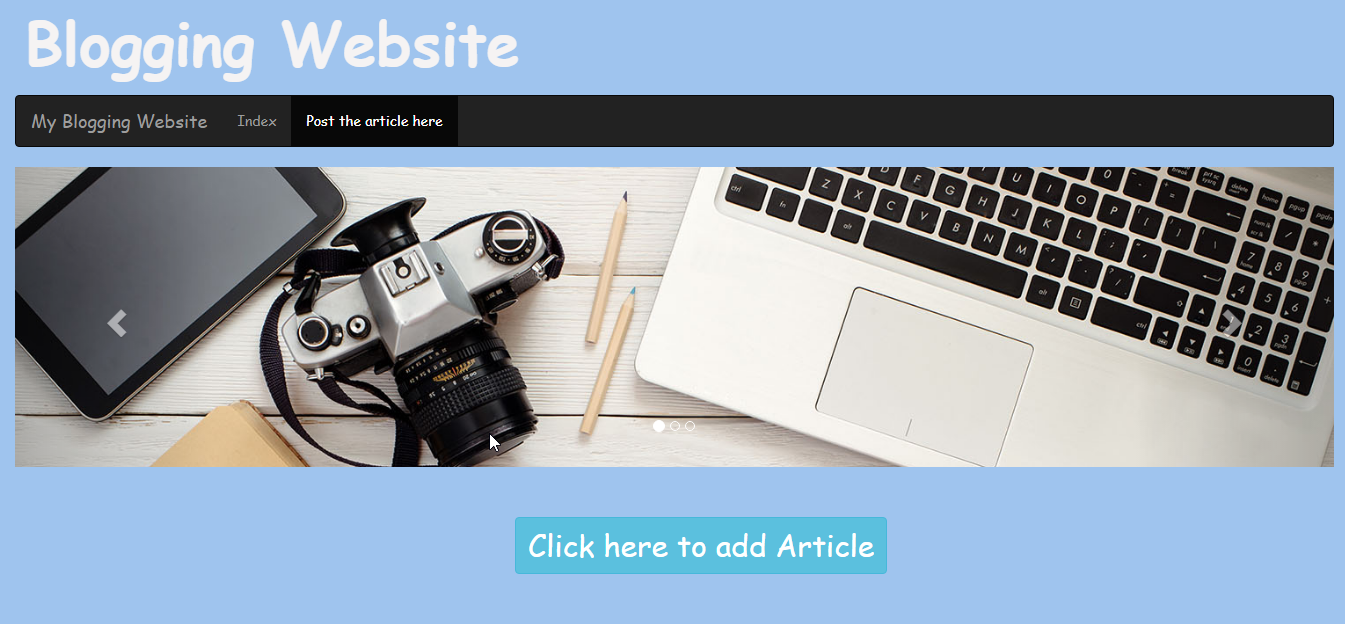 Blogging Website
My Blogging Website Index Post the article here
Click here to add Article